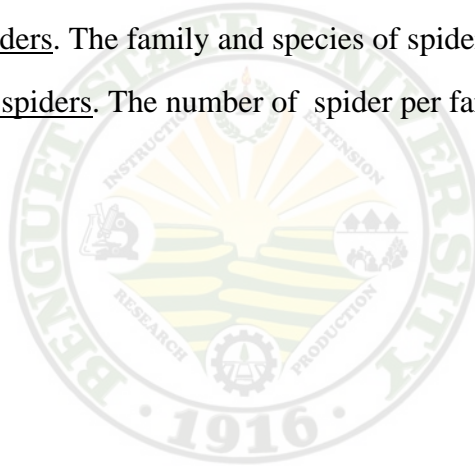 ders. The family and species of spide
spiders. The number of spider per fa
BENGUET STATE UNIVERSITY
INSTRUCTION
EXTENSION
RESEARCH
PRODUCTION
1916